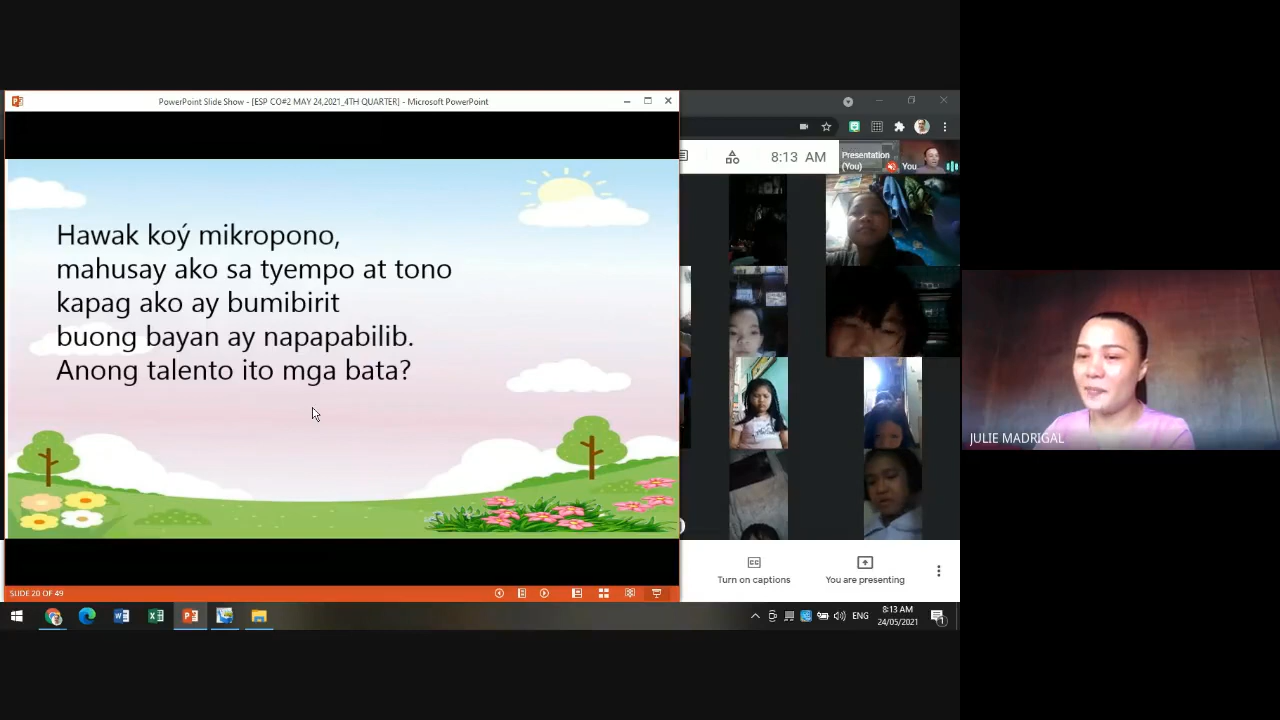 PowerPoint Slide Show - [ESP CO#2 MAY 24,2021_4TH QUARTER] - Microsoft PowerPoint
Hawak koý mikropono,
mahusay ako sa tyempo at tono
kapag ako ay bumibirit
buong bayan ay napapabilib.
Anong talento ito mga bata?
SLIDE 20 OF 49
8:13 AM
Presentation
(You)
You
Turn on captions
You are presenting
JULIE MADRIGAL
ENG
8:13 AM
24/05/2021